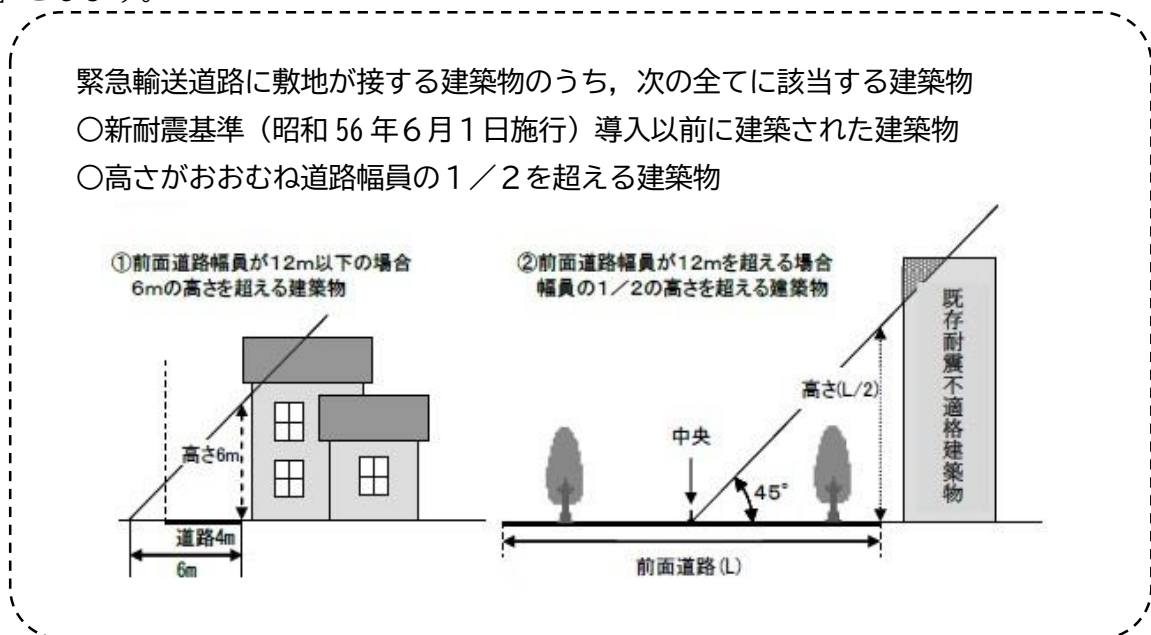 とします。
緊急輸送道路に敷地が接する建築物のうち，次の全てに該当する建築物
○新耐震基準（昭和 56 年６月１日施行）導入以前に建築された建築物
○高さがおおむね道路幅員の１／２を超える建築物
①前面道路幅員が12m以下の場合
6mの高さを超える建築物
②前面道路幅員が12mを超える場合
幅員の1／2の高さを超える建築物
高さ6m
道路4m
6m
中央
45°
高さ(L/2)
前面道路(L)
既存耐震不適格建築物